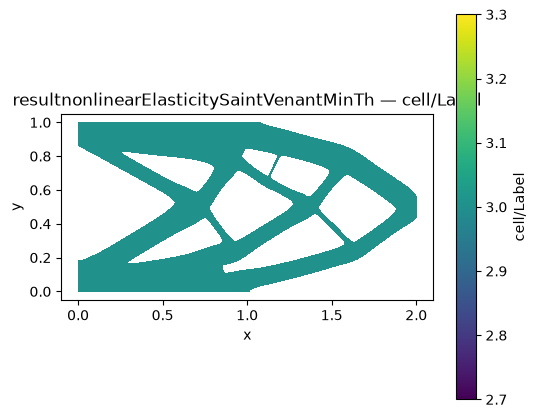 resultnonlinearElasticitySaintVenantMinTh — cell/Label
1.0
0.8
0.6
0.4
0.2
0.0
y
0.0 0.5 1.0 1.5 2.0
x
3.3
3.2
3.1
3.0
2.9
2.8
2.7
cell/Label